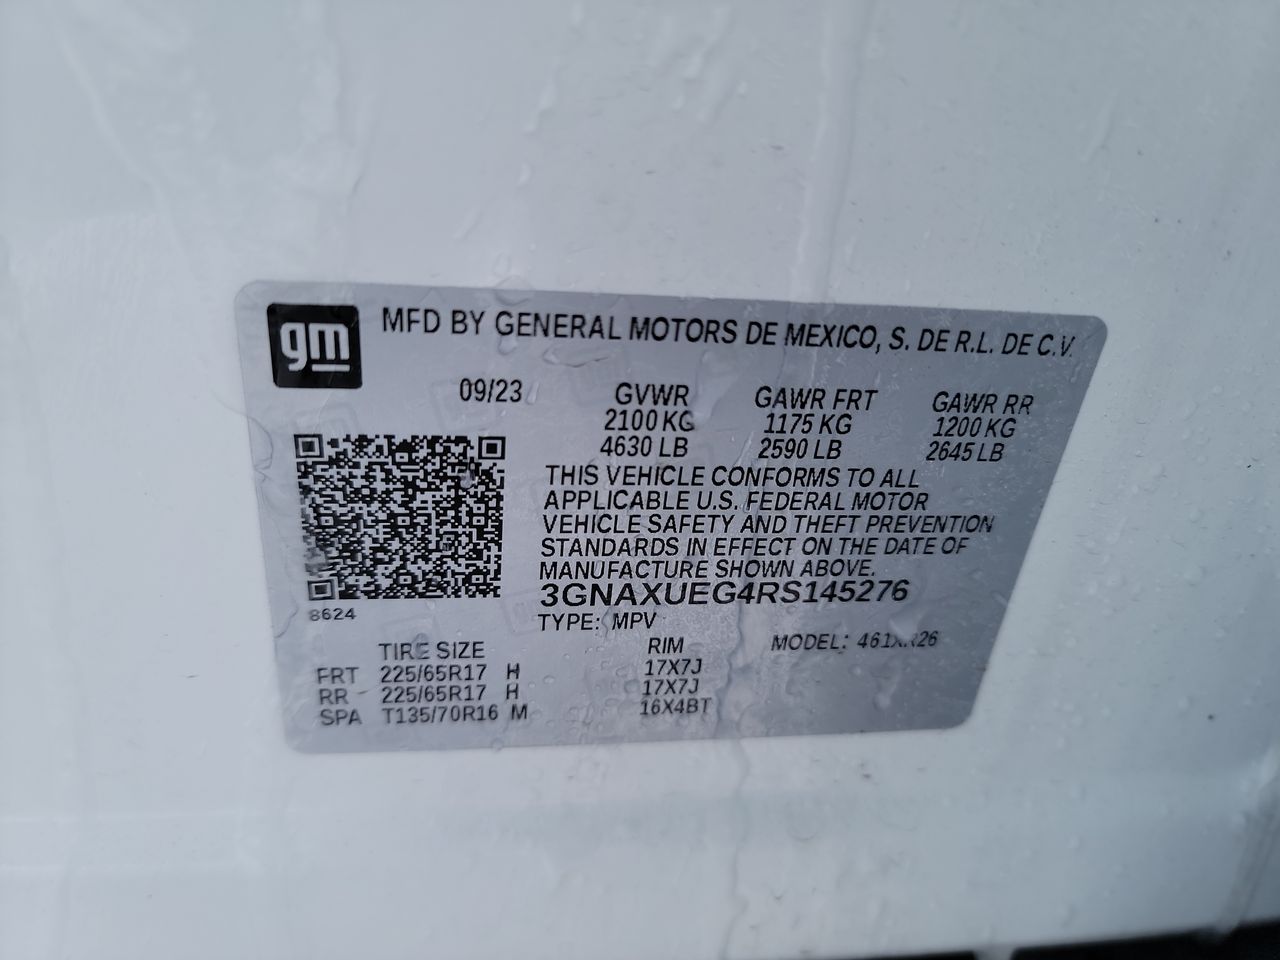 gm
MFD BY GENERAL MOTORS DE MEXICO, S. DE R.L. DE C.V.
09/23 GVWR GAWR FRT GAWR RR
2100 KG 1175 KG 1200 KG
4630 LB 2590 LB 2645 LB
THIS VEHICLE CONFORMS TO ALL
APPLICABLE U.S. FEDERAL MOTOR
VEHICLE SAFETY AND THEFT PREVENTION
STANDARDS IN EFFECT ON THE DATE OF
MANUFACTURE SHOWN ABOVE.
3GNAXUEG4RS145276
8624
TYPE: MPV
TIRE SIZE RIM MODEL:
FRT 225/65R17 H 17X7J
RR 225/65R17 H 17X7J
SPA T135/70R16 M 16X4BT